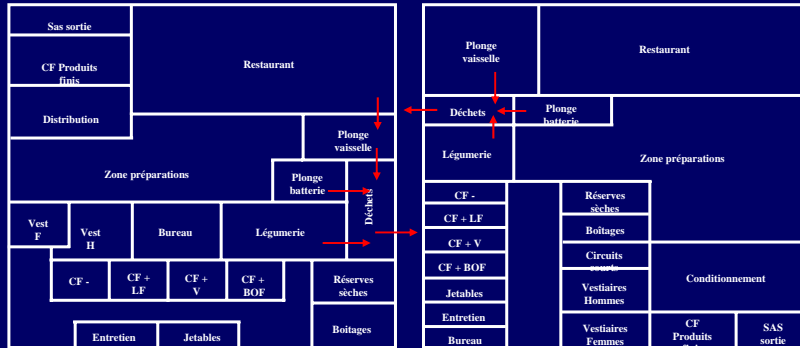 Sas sortie
CF Produits
finis
Distribution
Restaurant
Plonge
vaisselle
Zone préparations
Plonge
batterie
Déchets
Vest
F
Vest
H
Bureau
Légumerie
CF -
CF +
LF
CF +
V
CF +
BOF
Réserves
sèches
Boitages
Entretien
Jetables
Plonge
vaisselle
Restaurant
Déchets
Plonge
batterie
Légumerie
Zone préparations
CF -
CF + LF
CF + V
CF + BOF
Jetables
Entretien
Bureau
Réserves
sèches
Boîtages
Circuits
courts
Vestiaires
Hommes
Vestiaires
Femmes
Conditionnement
CF
Produits
SAS
sortie